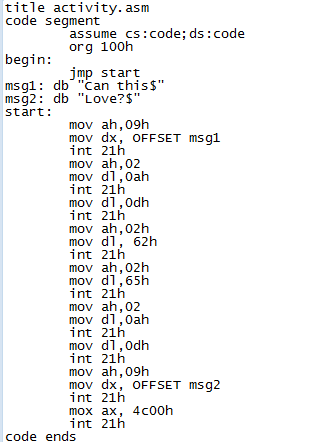 title activity.asm
code segment
assume cs:code;ds:code
org 100h
begin:
jmp start
msg1: db "Can this$"
msg2: db "Love?$"
start:
mov ah,09h
mov dx, OFFSET msg1
int 21h
mov ah,02
mov dl,0ah
int 21h
mov dl,0dh
int 21h
mov ah,02h
mov dl, 62h
int 21h
mov ah,02h
mov dl,65h
int 21h
mov ah,02
mov dl,0ah
int 21h
mov dl,0dh
int 21h
mov ah,09h
mov dx, OFFSET msg2
int 21h
mox ax, 4c00h
int 21h
code ends